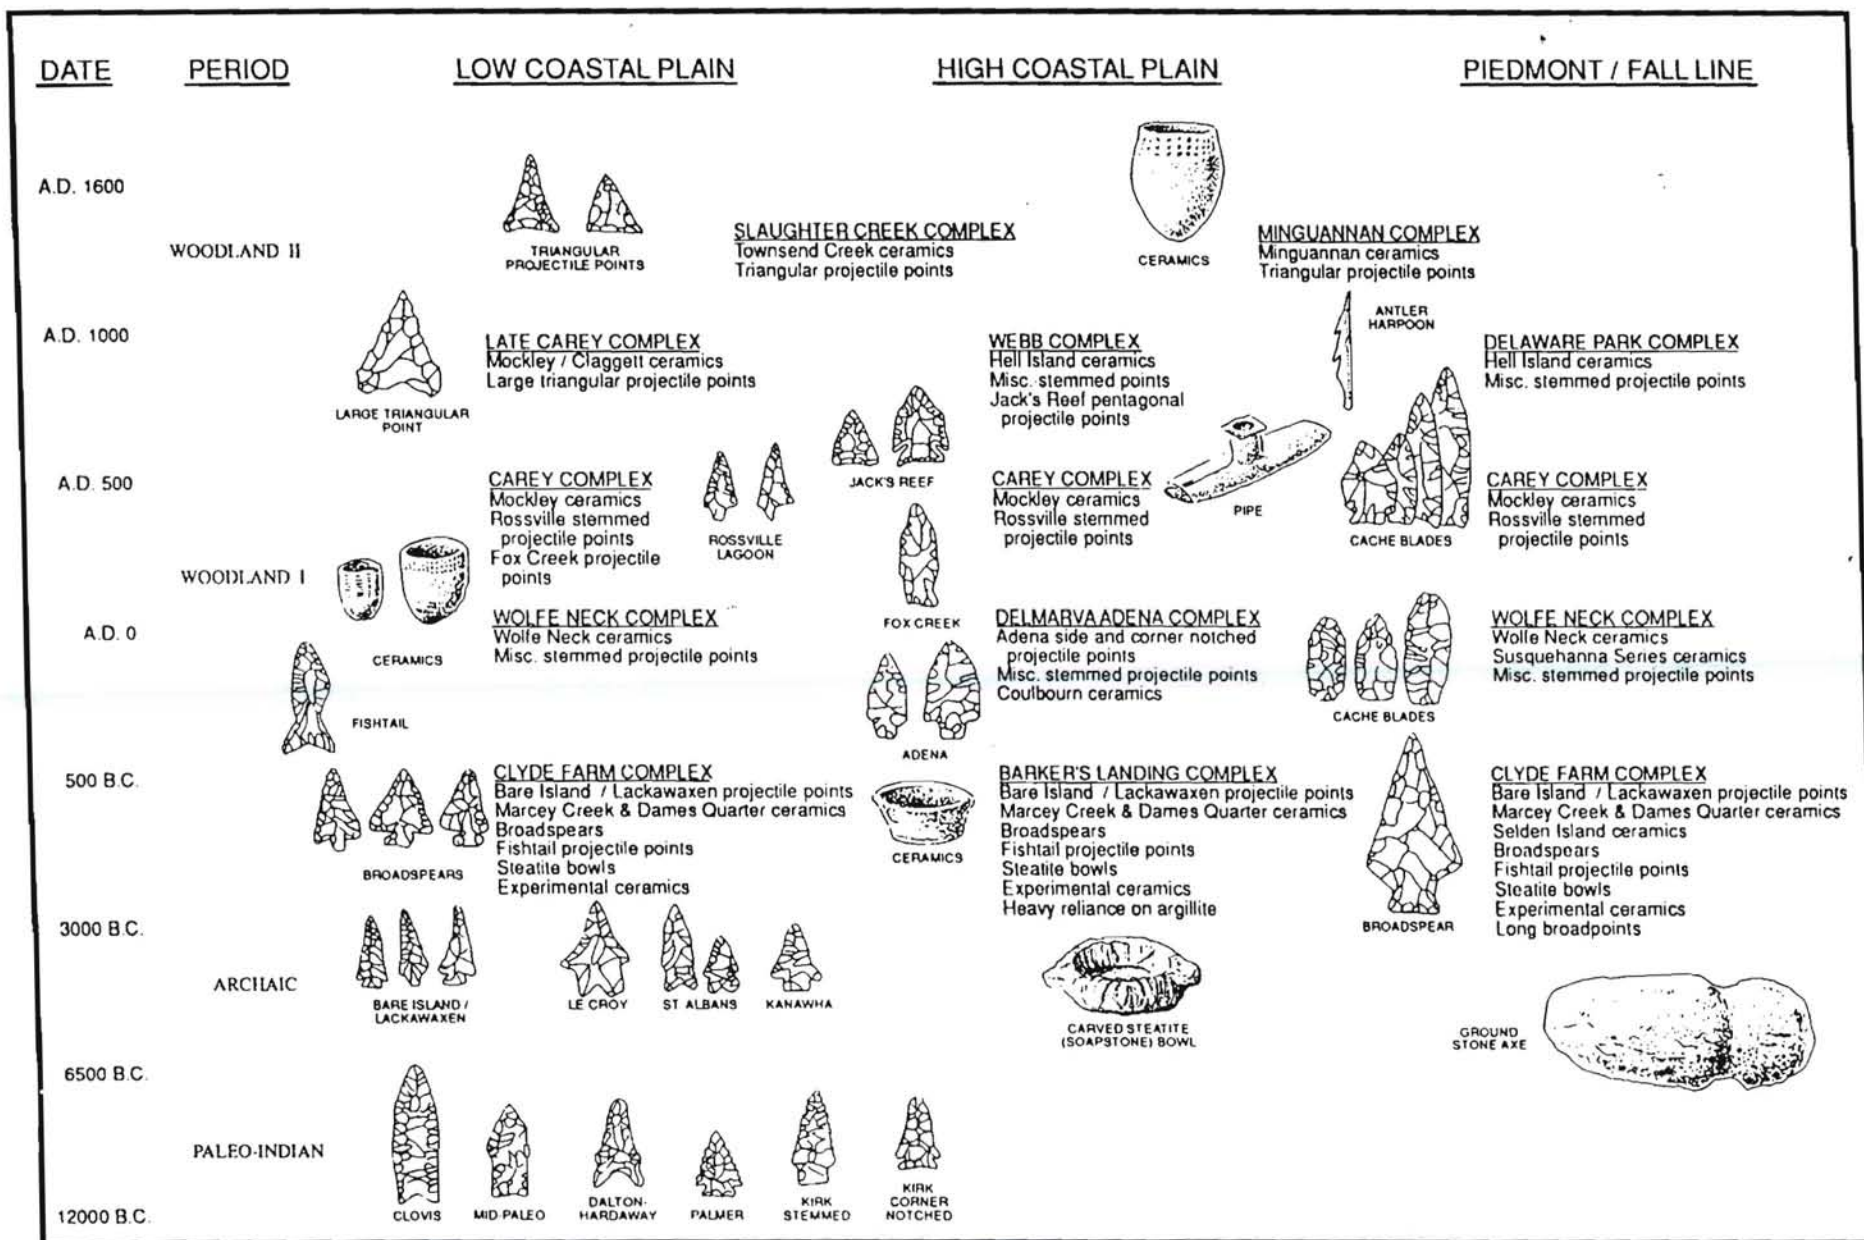 DATE
PERIOD
LOW COASTAL PLAIN
HIGH COASTAL PLAIN
PIEDMONT / FALL LINE
A.D. 1600
WOODLAND II
TRIANGULAR
PROJECTILE POINTS
SLAUGHTER CREEK COMPLEX
Townsend Creek ceramics
Triangular projectile points
CERAMICS
MINGUANNAN COMPLEX
Minguannan ceramics
Triangular projectile points
A.D. 1000
LARGE TRIANGULAR
POINT
LATE CAREY COMPLEX
Mockley / Claggett ceramics
Large triangular projectile points
WEBB COMPLEX
Hell Island ceramics
Misc. stemmed points
Jack's Reef pentagonal
projectile points
ANTLER
HARPOON
DELAWARE PARK COMPLEX
Hell Island ceramics
Misc. stemmed projectile points
A.D. 500
CAREY COMPLEX
Mockley ceramics
Rossville stemmed
projectile points
Fox Creek projectile
points
ROSSVILLE
LAGOON
JACK'S REEF
CAREY COMPLEX
Mockley ceramics
Rossville stemmed
projectile points
PIPE
CACHE BLADES
CAREY COMPLEX
Mockley ceramics
Rossville stemmed
projectile points
WOODLAND I
FOX CREEK
A.D. 0
CERAMICS
WOLFE NECK COMPLEX
Wolfe Neck ceramics
Misc. stemmed projectile points
DELMARVA ADENA COMPLEX
Adena side and corner notched
projectile points
Misc. stemmed projectile points
Coulbourn ceramics
CACHE BLADES
WOLFE NECK COMPLEX
Wolfe Neck ceramics
Susquehanna Series ceramics
Misc. stemmed projectile points
FISHTAIL
ADENA
500 B.C.
BROADSPEARS
CLYDE FARM COMPLEX
Bare Island / Lackawaxen projectile points
Marcey Creek & Dames Quarter ceramics
Broadspears
Fishtail projectile points
Steatite bowls
Experimental ceramics
CERAMICS
BARKER'S LANDING COMPLEX
Bare Island / Lackawaxen projectile points
Marcey Creek & Dames Quarter ceramics
Broadspears
Fishtail projectile points
Steatite bowls
Experimental ceramics
Heavy reliance on argillite
BROADSPEAR
CLYDE FARM COMPLEX
Bare Island / Lackawaxen projectile points
Marcey Creek & Dames Quarter ceramics
Selden Island ceramics
Broadspears
Fishtail projectile points
Steatite bowls
Experimental ceramics
Long broadpoints
3000 B.C.
ARCHAIC
BARE ISLAND /
LACKAWAXEN
LE CROY
ST. ALBANS
KANAWHA
CARVED STEATITE
(SOAPSTONE) BOWL
GROUND
STONE AXE
6500 B.C.
PALEO-INDIAN
CLOVIS
MID-PALEO
DALTON-
HARDAWAY
PALMER
KIRK
STEMMED
KIRK
CORNER
NOTCHED
12000 B.C.